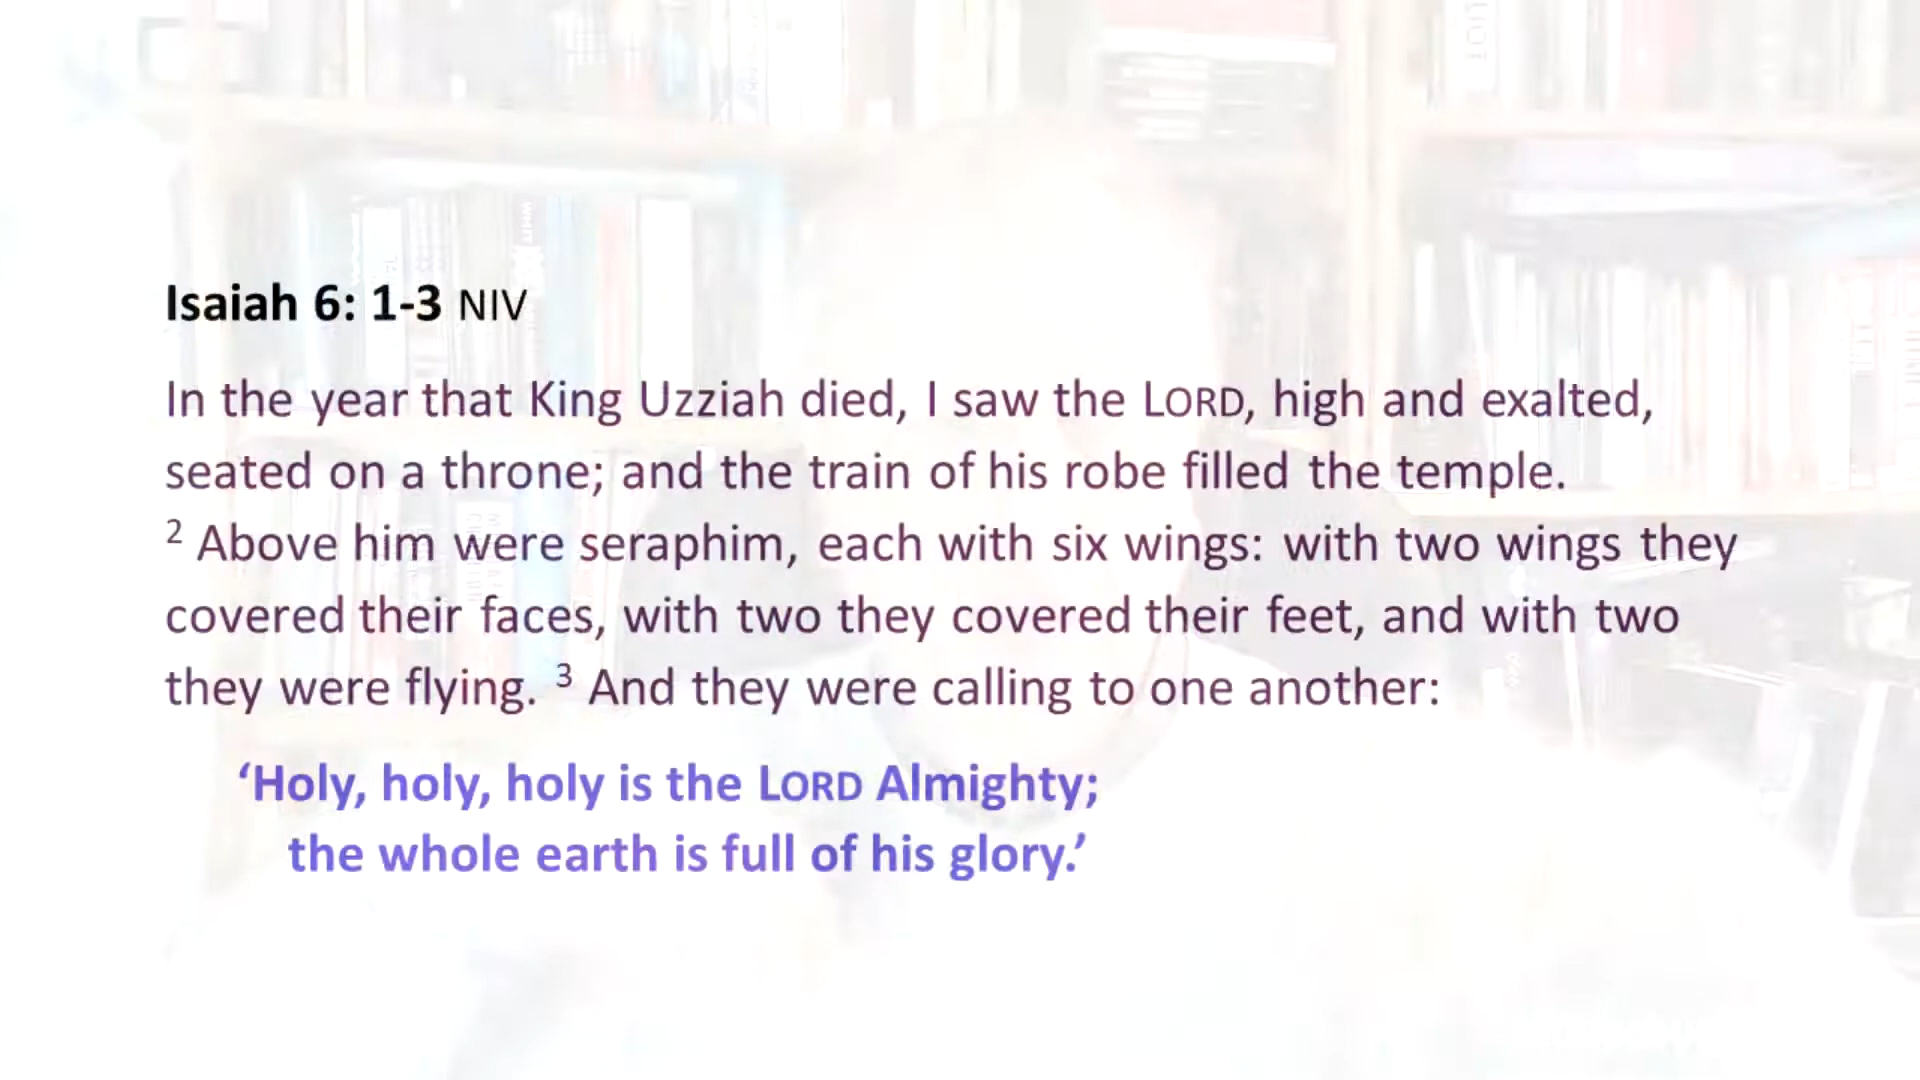 Isaiah 6: 1-3 NIV
In the year that King Uzziah died, I saw the LORD, high and exalted,
seated on a throne; and the train of his robe filled the temple.
² Above him were seraphim, each with six wings: with two wings they
covered their faces, with two they covered their feet, and with two
they were flying. ³ And they were calling to one another:
‘Holy, holy, holy is the LORD Almighty;
the whole earth is full of his glory.’